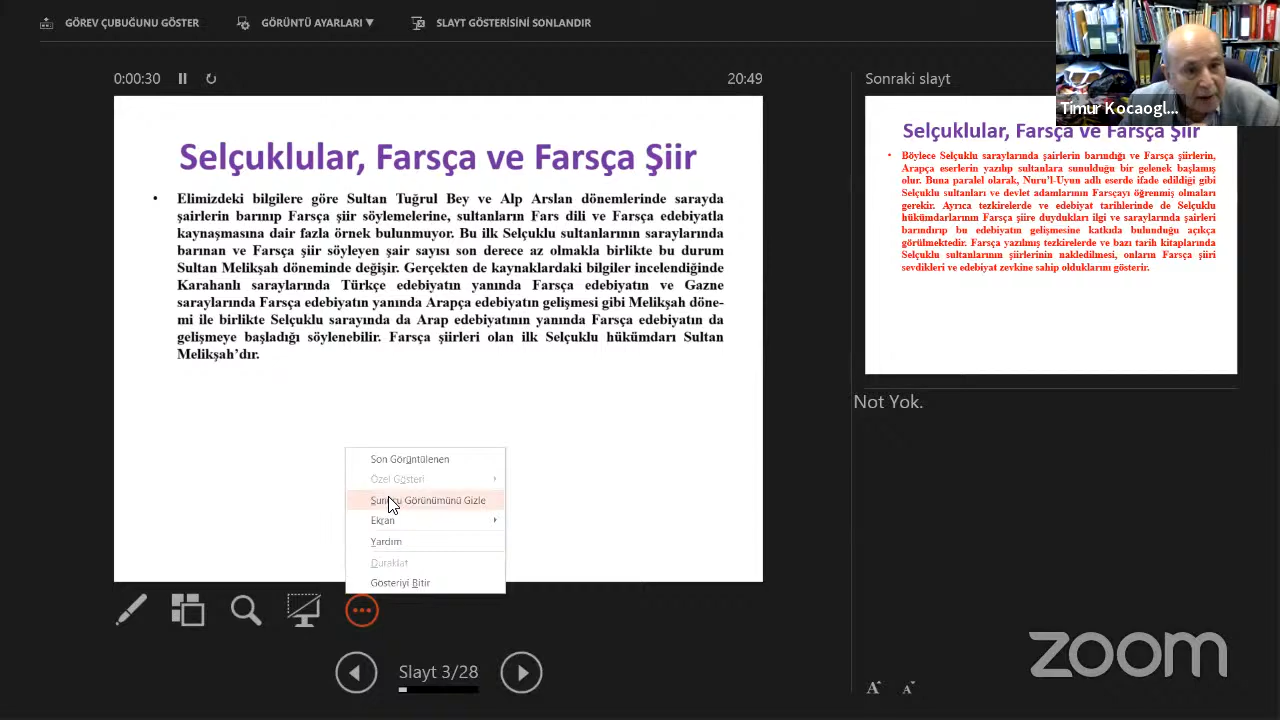 GÖREV ÇUBUĞUNU GÖSTER
GÖRÜNTÜ AYARLARI ▼
SLAYT GÖSTERİSİNİ SONLANDIR
0:00:30
20:49
Selçuklular, Farsça ve Farsça Şiir
• Elimizdeki bilgilere göre Sultan Tuğrul Bey ve Alp Arslan dönemlerinde sarayda
şairlerin barınıp Farsça şiir söylemelerine, sultanların Fars dili ve Farsça edebiyatla
kaynaşmasına dair fazla örnek bulunmuyor. Bu ilk Selçuklu sultanlarının saraylarında
barınan ve Farsça şiir söyleyen şair sayısı son derece az olmakla birlikte bu durum
Sultan Melikşah döneminde değişir. Gerçekten de kaynaklardaki bilgiler incelendiğinde
Karahanlı saraylarında Türkçe edebiyatın yanında Farsça edebiyatın ve Gazne
saraylarında Farsça edebiyatın yanında Arapça edebiyatın gelişmesi gibi Melikşah döne-
mi ile birlikte Selçuklu sarayında da Arap edebiyatının yanında Farsça edebiyatın da
gelişmeye başladığı söylenebilir. Farsça şiirleri olan ilk Selçuklu hükümdarı Sultan
Melikşah’dır.
Son Görüntülenen
Özel Gösteri
Sunucu Görünümünü Gizle
Ekran
Yardım
Duraklat
Gösteriyi Bitir
Slayt 3/28
Sonraki slayt
Timur Kocaogl...
Selçuklular, Farsça ve Farsça Şiir
• Böylece Selçuklu saraylarında şairlerin barındığı ve Farsça şiirlerin,
Arapça eserlerin yazılıp sultanlara sunulduğu bir gelenek başlamış
olur. Buna paralel olarak, Nuru’l-Uyun adlı eserde ifade edildiği gibi
Selçuklu sultanları ve devlet adamlarının Farsçayı öğrenmiş olmaları
gerekir. Ayrıca tezkirelerde ve edebiyat tarihlerinde de Selçuklu
hükümdarlarının Farsça şiire duydukları ilgi ve saraylarında şairleri
barındırıp bu edebiyatın gelişmesine katkıda bulunduğu açıkça
görülmektedir. Farsça yazılmış tezkirelerde ve bazı tarih kitaplarında
Selçuklu sultanlarının şiirlerinin nakledilmesi, onların Farsça şiiri
sevdikleri ve edebiyat zevkine sahip olduklarını gösterir.
Not Yok.
A A
zoom